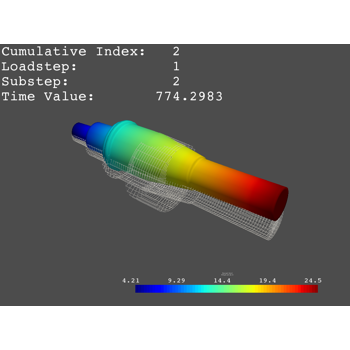 Cumulative Index: 2
Loadstep: 1
Substep: 2
Time Value: 774.2983
4.21 9.29 14.4 19.4 24.5